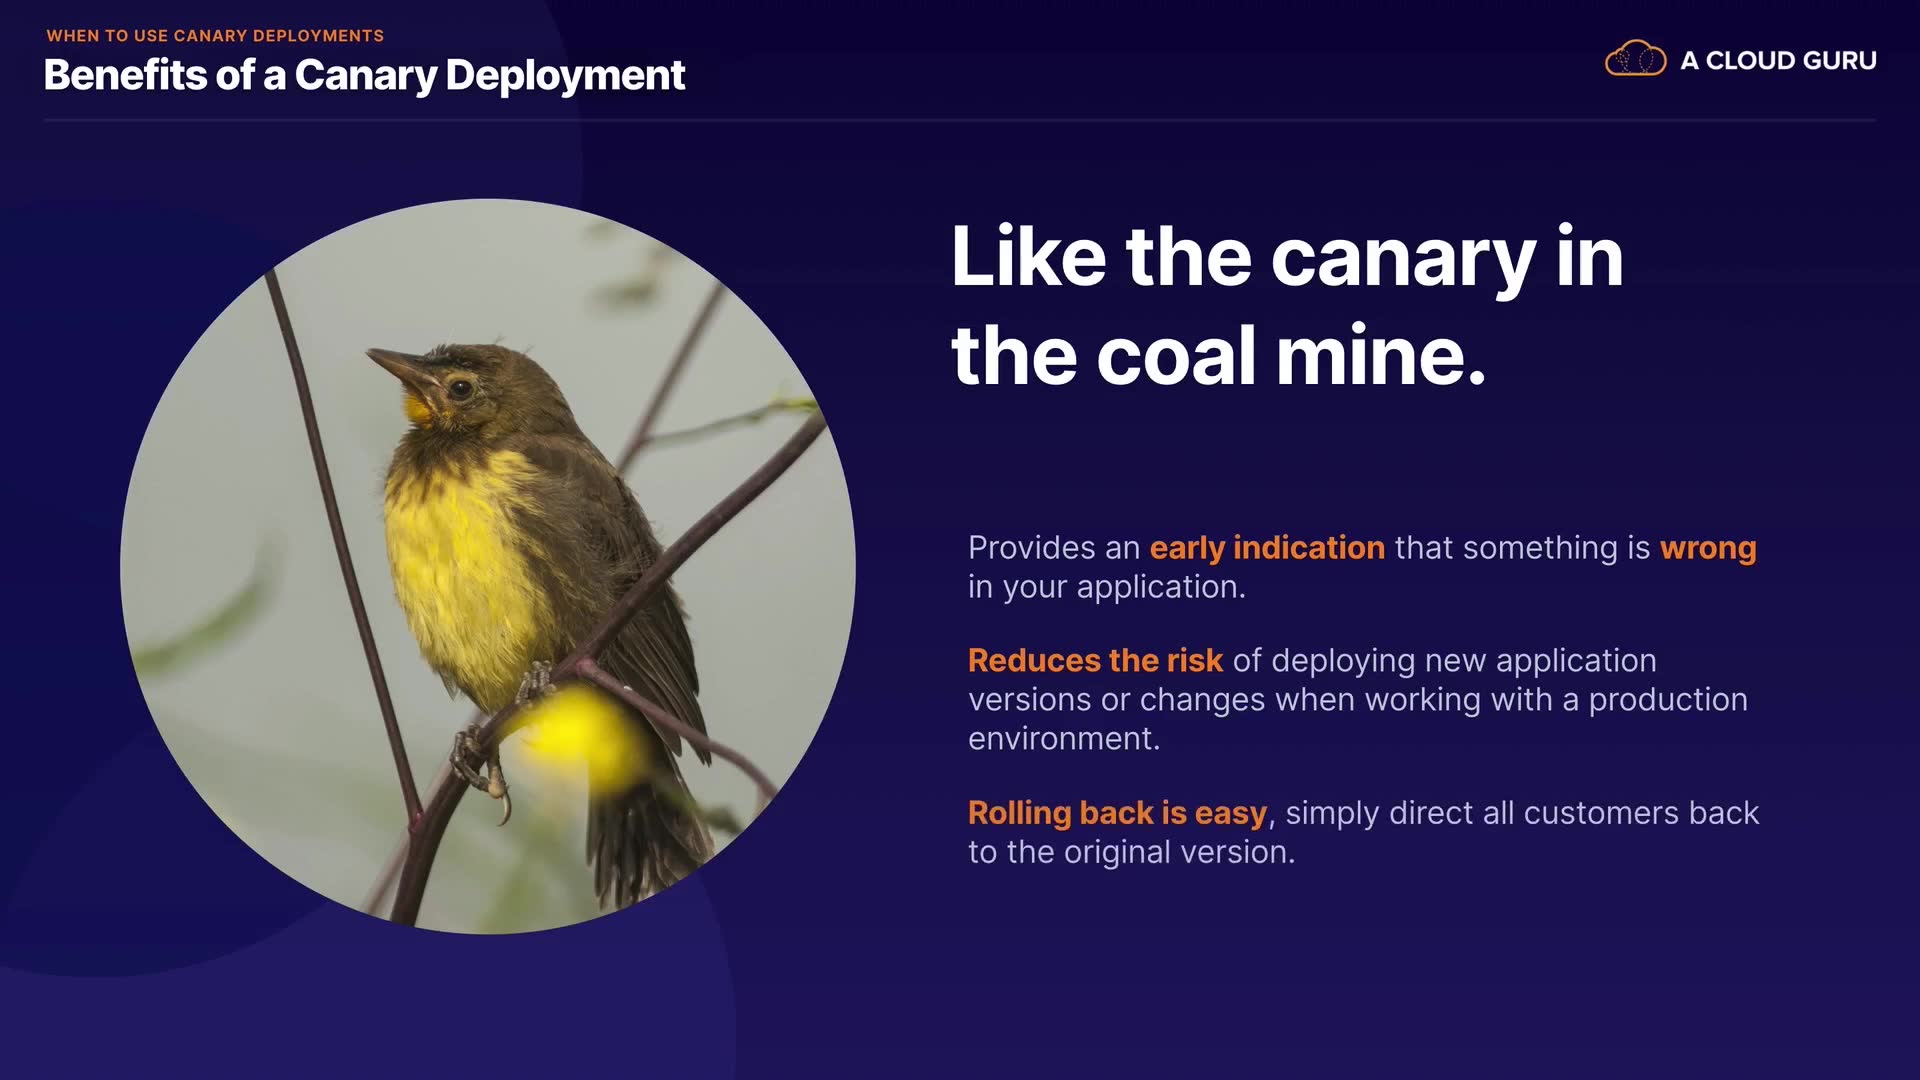 WHEN TO USE CANARY DEPLOYMENTS
Benefits of a Canary Deployment
A CLOUD GURU
Like the canary in
the coal mine.
Provides an early indication that something is wrong
in your application.
Reduces the risk of deploying new application
versions or changes when working with a production
environment.
Rolling back is easy, simply direct all customers back
to the original version.